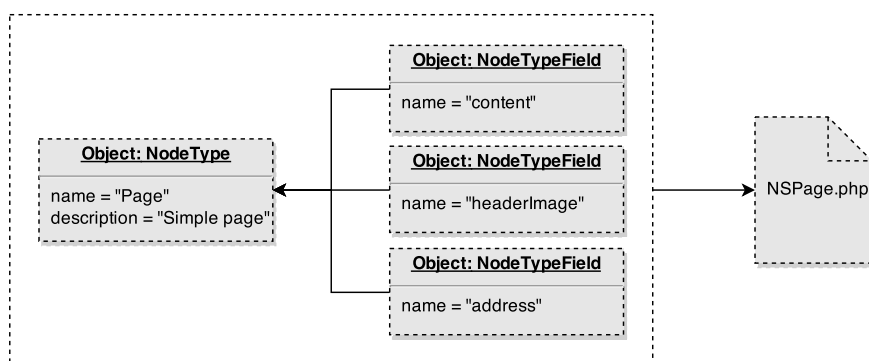 Object: NodeType
name = "Page"
description = "Simple page"
Object: NodeTypeField
name = "content"
Object: NodeTypeField
name = "headerImage"
Object: NodeTypeField
name = "address"
NSPage.php